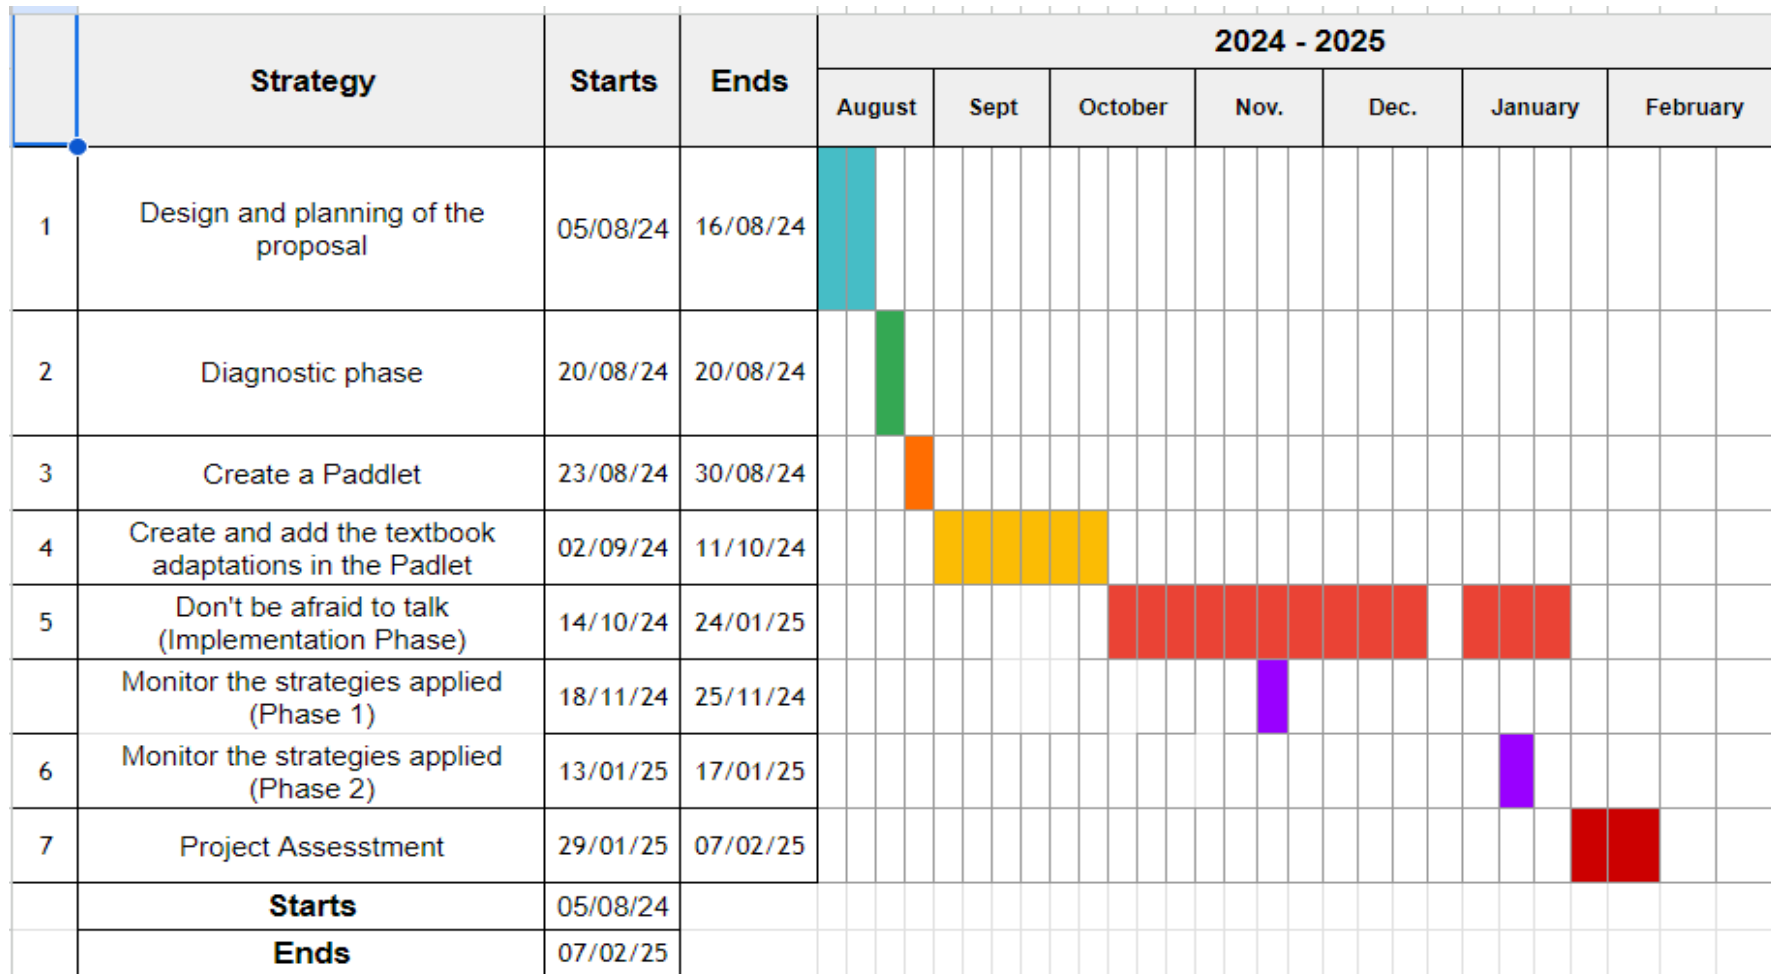 2024 - 2025
Strategy
Starts
Ends
August
Sept
October
Nov.
Dec.
January
February
1
Design and planning of the
proposal
05/08/24
16/08/24
2
Diagnostic phase
20/08/24
20/08/24
3
Create a Paddlet
23/08/24
30/08/24
4
Create and add the textbook
adaptations in the Padlet
02/09/24
11/10/24
5
Don't be afraid to talk
(Implementation Phase)
14/10/24
24/01/25
Monitor the strategies applied
(Phase 1)
18/11/24
25/11/24
6
Monitor the strategies applied
(Phase 2)
13/01/25
17/01/25
7
Project Assesstment
29/01/25
07/02/25
Starts
05/08/24
Ends
07/02/25